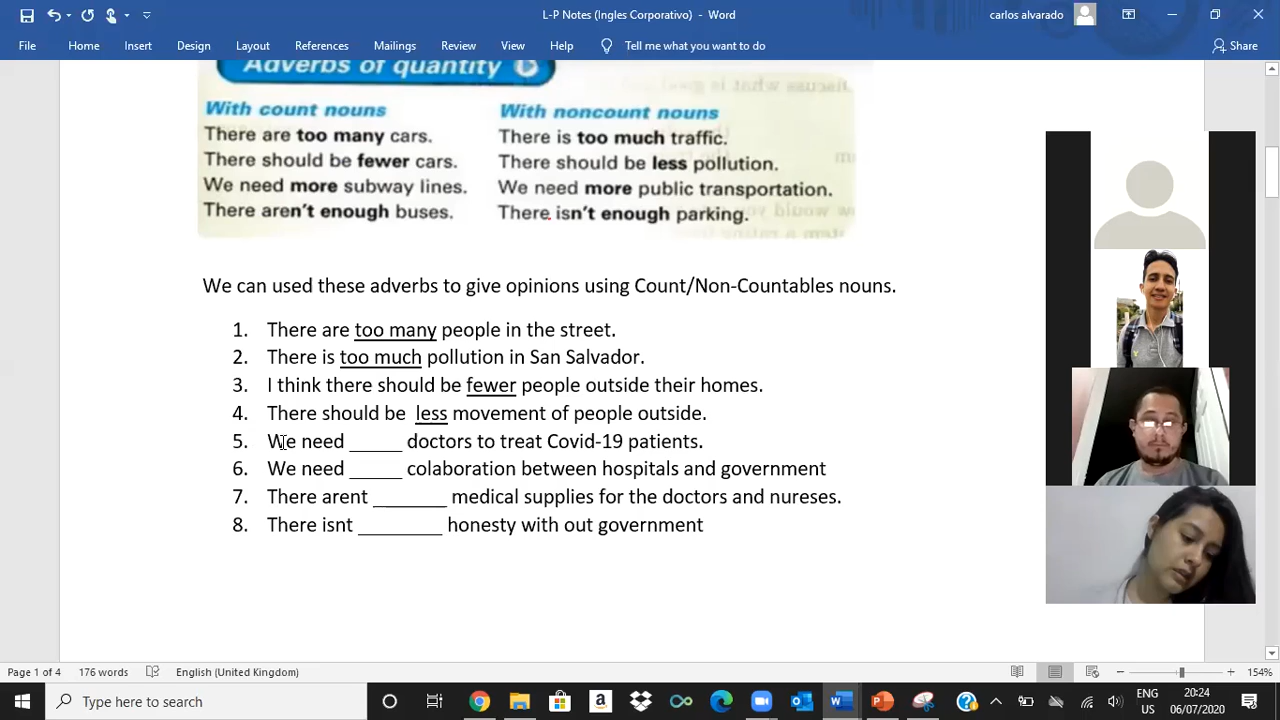 L-P Notes (Ingles Corporativo) - Word
carlos alvarado
File Home Insert Design Layout References Mailings Review View Help Tell me what you want to do Share
Adverbs of quantity
With count nouns
There are too many cars.
There should be fewer cars.
We need more subway lines.
There aren't enough buses.
With noncount nouns
There is too much traffic.
There should be less pollution.
We need more public transportation.
There isn't enough parking.
We can used these adverbs to give opinions using Count/Non-Countables nouns.
1. There are too many people in the street.
2. There is too much pollution in San Salvador.
3. I think there should be fewer people outside their homes.
4. There should be less movement of people outside.
5. We need _____ doctors to treat Covid-19 patients.
6. We need _____ colaboration between hospitals and government
7. There arent _______ medical supplies for the doctors and nureses.
8. There isnt ________ honesty with out government
Page 1 of 4 176 words English (United Kingdom) 154%
Type here to search
ENG 20:24
US 06/07/2020